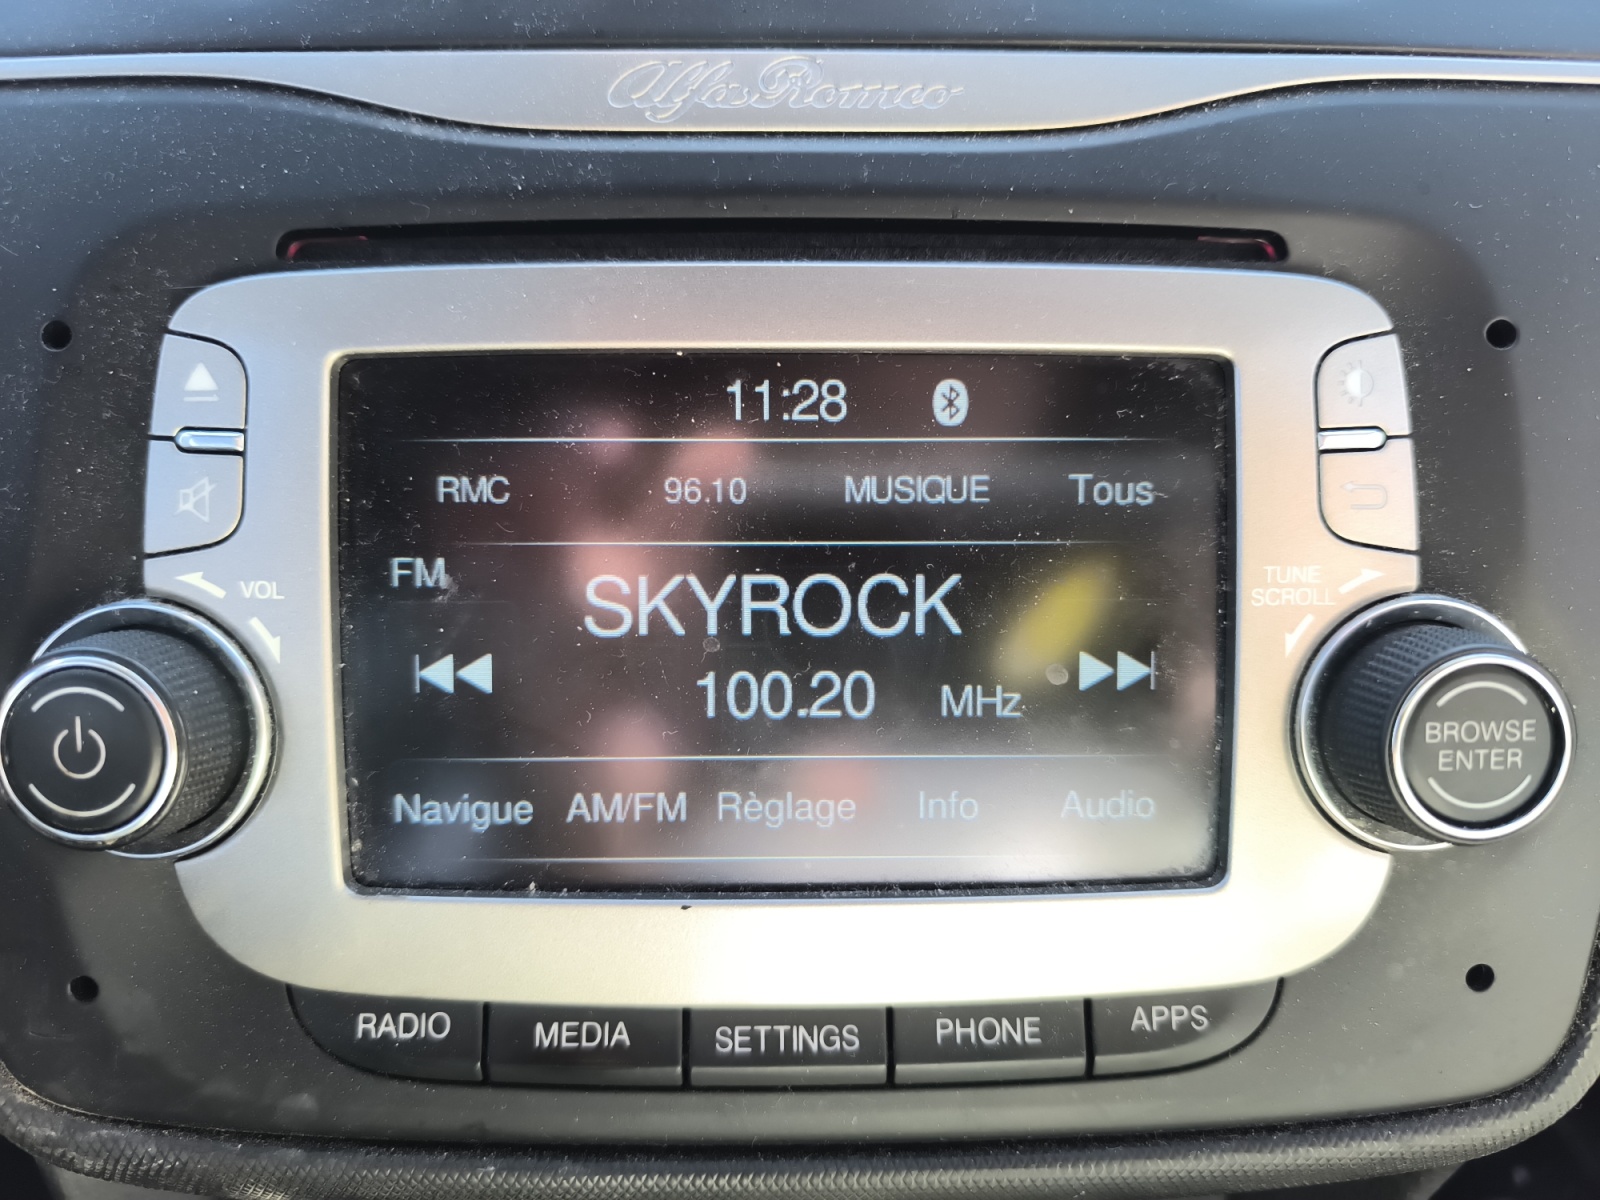 Alfa Romeo
11:28
RMC 96.10 MUSIQUE Tous
FM
SKYROCK
100.20 MHz
Navigue AM/FM Règlage Info Audio
VOL
TUNE
SCROLL
BROWSE
ENTER
RADIO MEDIA SETTINGS PHONE APPS